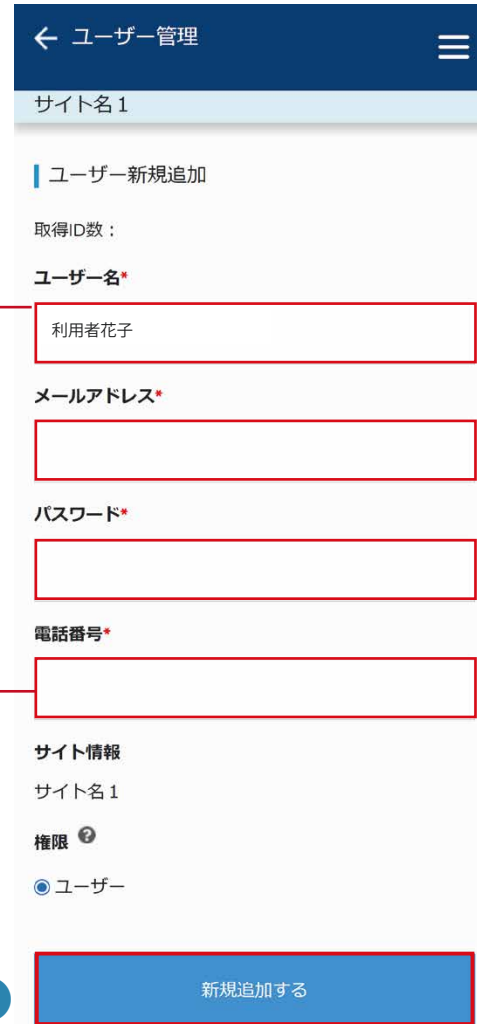 ユーザー管理
サイト名1
ユーザー新規追加
取得ID数：
ユーザー名*
利用者花子
メールアドレス*
パスワード*
電話番号*
サイト情報
サイト名1
権限 ?
ユーザー
新規追加する